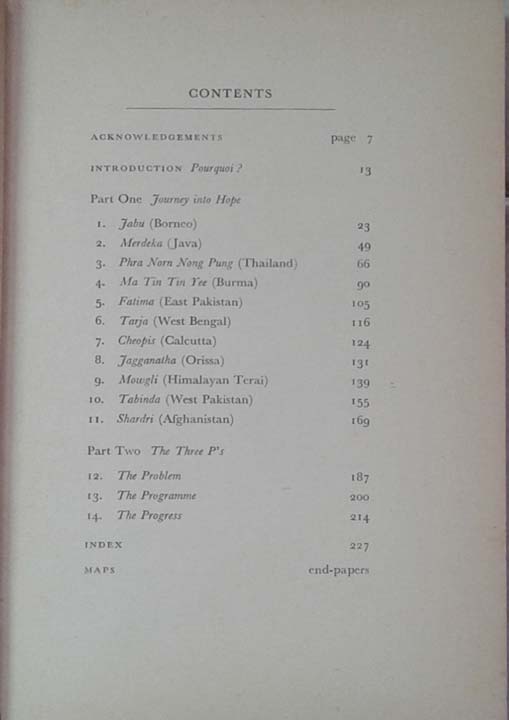 CONTENTS
ACKNOWLEDGEMENTS page 7
INTRODUCTION Pourquoi? 13
Part One Journey into Hope
1. Jabu (Borneo) 23
2. Merdeka (Java) 49
3. Phra Norn Nong Pung (Thailand) 66
4. Ma Tin Tin Yee (Burma) 90
5. Fatima (East Pakistan) 105
6. Tarja (West Bengal) 116
7. Cheopis (Calcutta) 124
8. Jagganatha (Orissa) 131
9. Mowgli (Himalayan Terai) 139
10. Tabinda (West Pakistan) 155
11. Shardri (Afghanistan) 169
Part Two The Three P's
12. The Problem 187
13. The Programme 200
14. The Progress 214
INDEX 227
MAPS end-papers